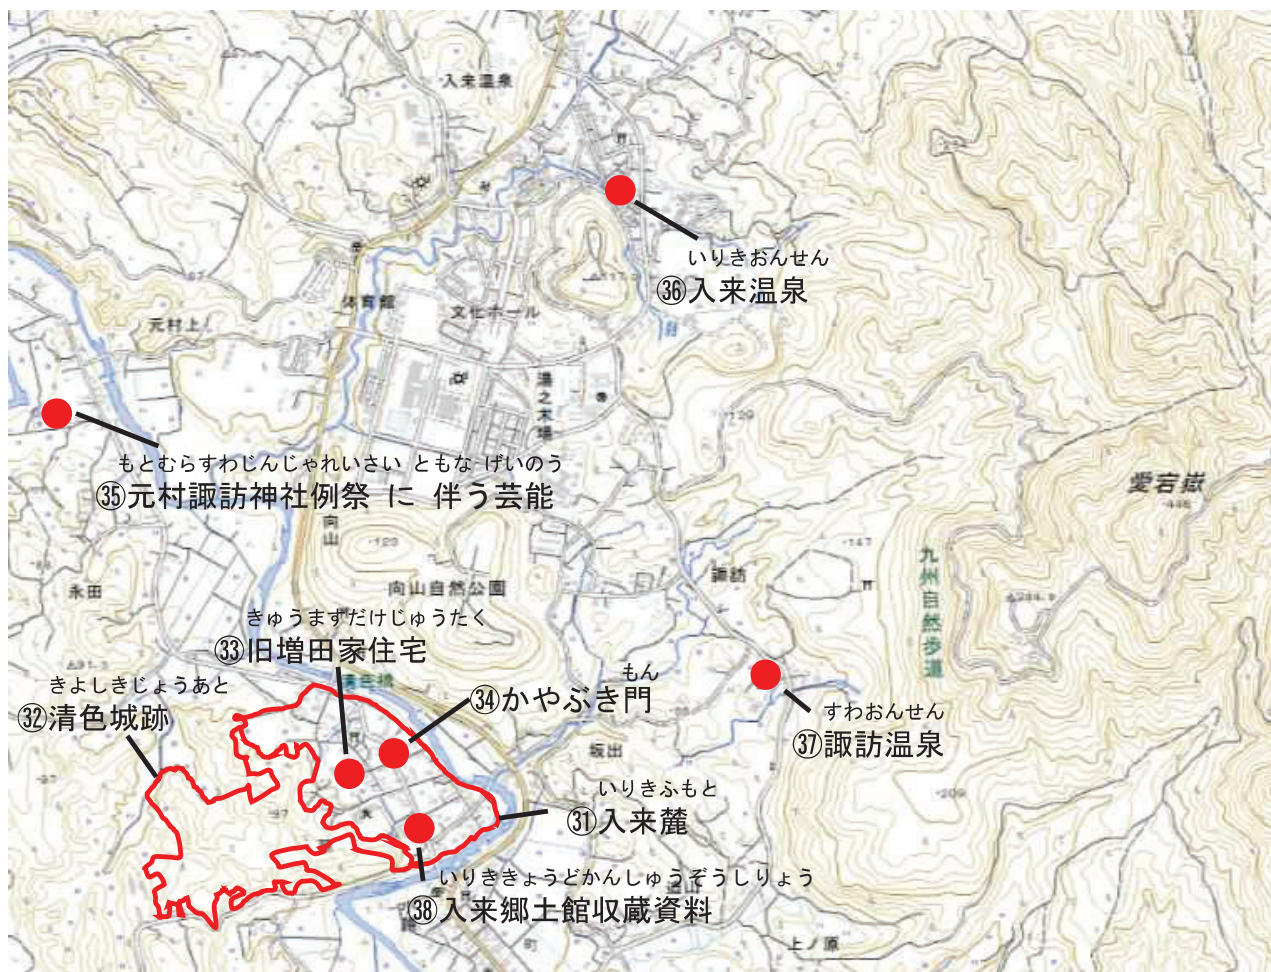 入来温泉
いりきおんせん
㊱入来温泉
体育館
文化ホール
元村上
湯之木場
・129
もとむらすわじんじゃれいさい ともな げいのう
㉟元村諏訪神社例祭 に 伴う芸能
愛宕嶽
向山
・123
・147
九州自然歩道
諏訪
永田
向山自然公園
きゅうますだけじゅうたく
㉝旧増田家住宅
もん
㉞かやぶき門
きよしきじょうあと
㉜清色城跡
清色橋
すわおんせん
㊲諏訪温泉
坂出
いりきふもと
㉛入来麓
・209
いりききょうどかんしゅうぞうしりょう
㊳入来郷土館収蔵資料
町
上ノ原